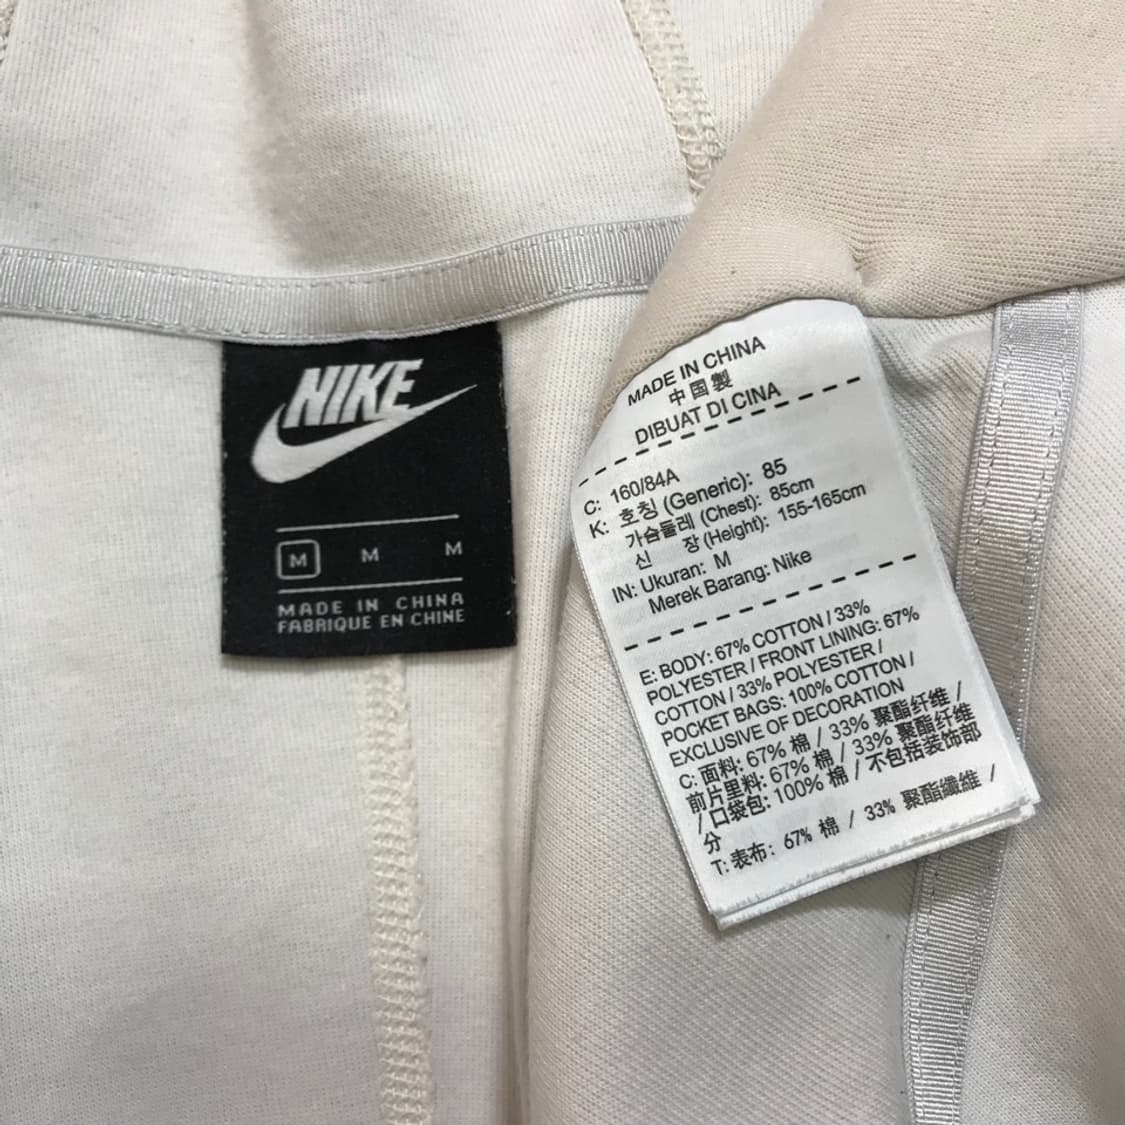 NIKE
M M M
MADE IN CHINA
FABRIQUE EN CHINE
MADE IN CHINA
中国製
DIBUAT DI CINA
C: 160/84A
K: 호칭 (Generic): 85
가슴둘레 (Chest): 85cm
신 장 (Height): 155-165cm
IN: Ukuran: M
Merek Barang: Nike
E: BODY: 67% COTTON / 33%
POLYESTER / FRONT LINING: 67%
COTTON / 33% POLYESTER /
POCKET BAGS: 100% COTTON /
EXCLUSIVE OF DECORATION
C: 面料: 67% 棉 / 33% 聚酯纤维 /
前片里料: 67% 棉 / 33% 聚酯纤维
/ 口袋包: 100% 棉 / 不包括装饰部
分
T: 表布: 67% 棉 / 33% 聚酯纖維 /